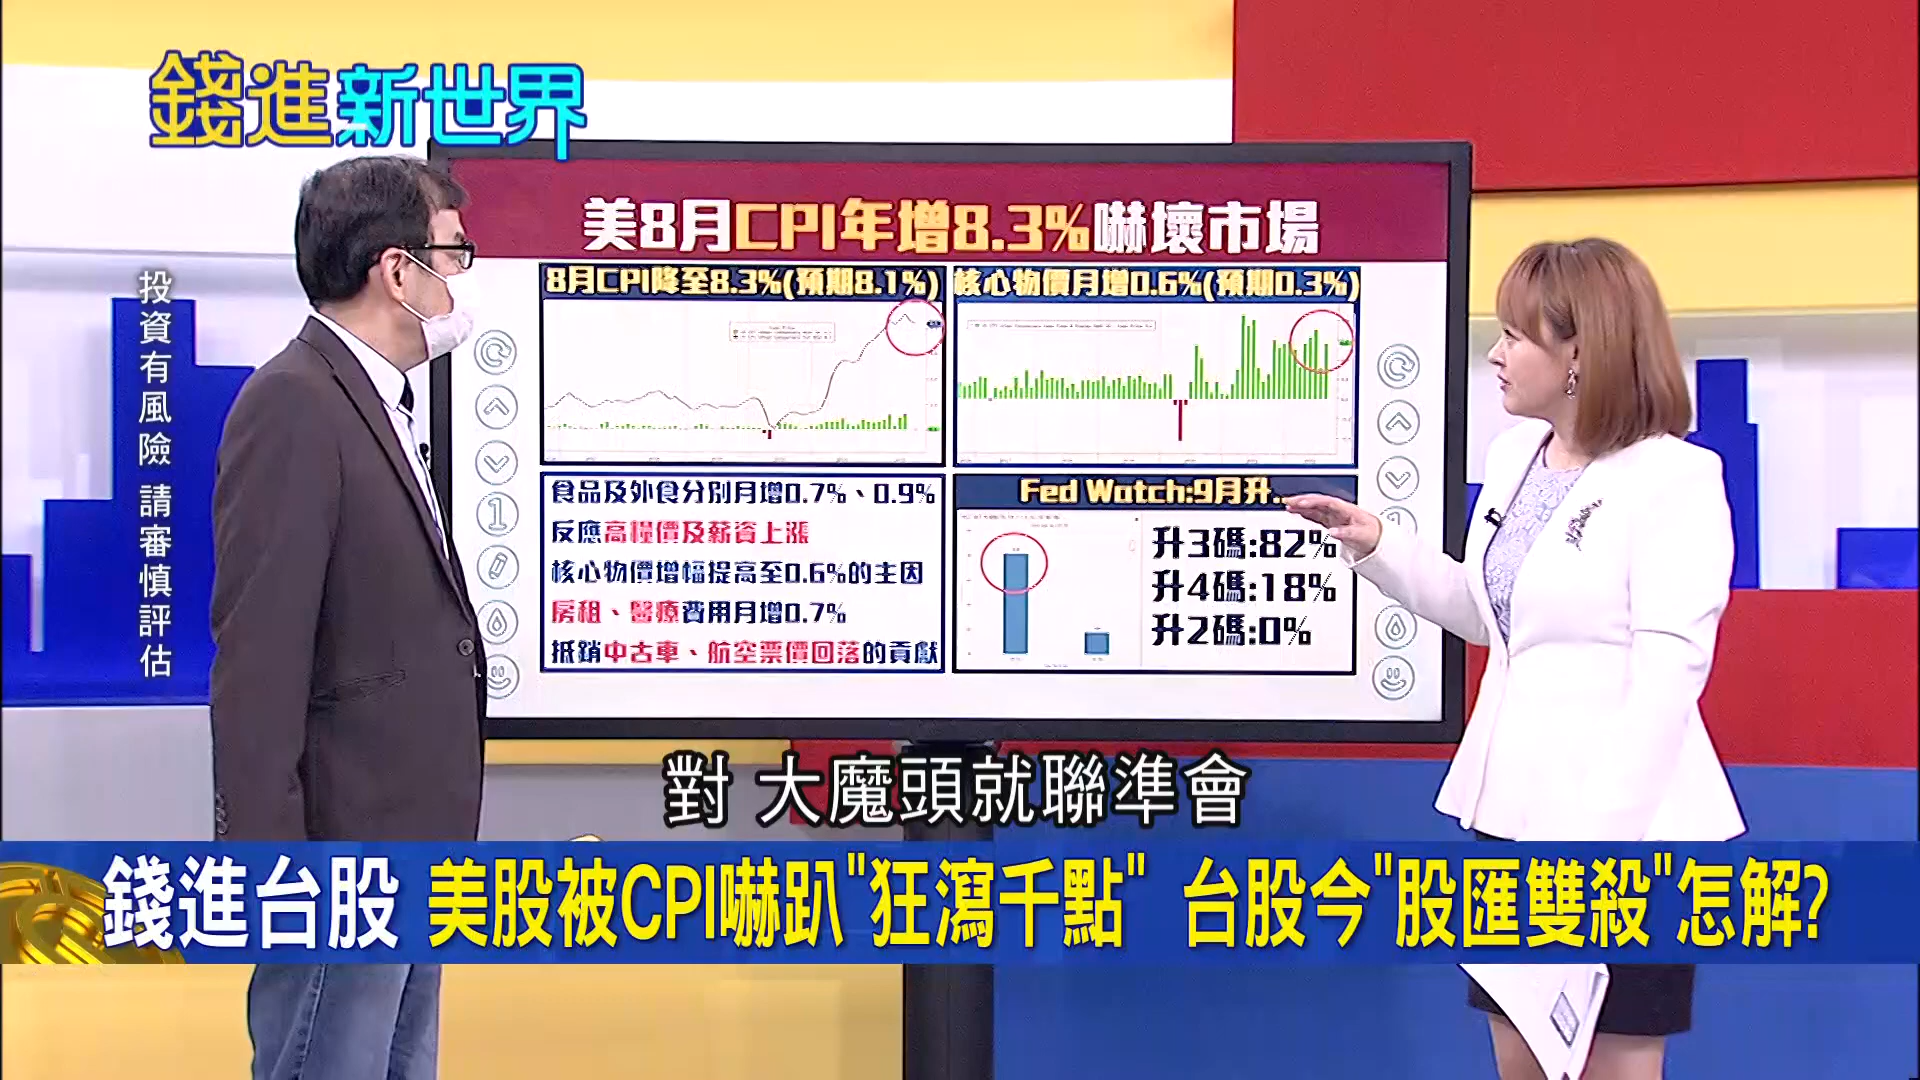 錢進新世界
投資有風險 請審慎評估
美8月CPI年增8.3%嚇壞市場
8月CPI降至8.3%(預期8.1%)
核心物價月增0.6%(預期0.3%)
食品及外食分別月增0.7%、0.9%
反應高糧價及薪資上漲
核心物價增幅提高至0.6%的主因
房租、醫療費用月增0.7%
抵銷中古車、航空票價回落的貢獻
Fed Watch:9月升..
升3碼:82%
升4碼:18%
升2碼:0%
對 大魔頭就聯準會
錢進台股 美股被CPI嚇趴"狂瀉千點" 台股今"股匯雙殺"怎解?